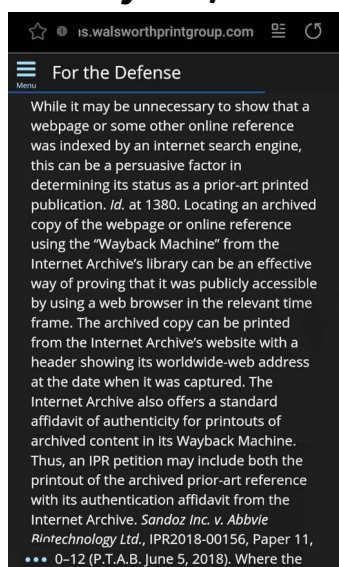 ıs.walsworthprintgroup.com
Menu
For the Defense
While it may be unnecessary to show that a
webpage or some other online reference
was indexed by an internet search engine,
this can be a persuasive factor in
determining its status as a prior-art printed
publication. Id. at 1380. Locating an archived
copy of the webpage or online reference
using the “Wayback Machine” from the
Internet Archive’s library can be an effective
way of proving that it was publicly accessible
by using a web browser in the relevant time
frame. The archived copy can be printed
from the Internet Archive’s website with a
header showing its worldwide-web address
at the date when it was captured. The
Internet Archive also offers a standard
affidavit of authenticity for printouts of
archived content in its Wayback Machine.
Thus, an IPR petition may include both the
printout of the archived prior-art reference
with its authentication affidavit from the
Internet Archive. Sandoz Inc. v. Abbvie
Biotechnology Ltd., IPR2018-00156, Paper 11,
0–12 (P.T.A.B. June 5, 2018). Where the